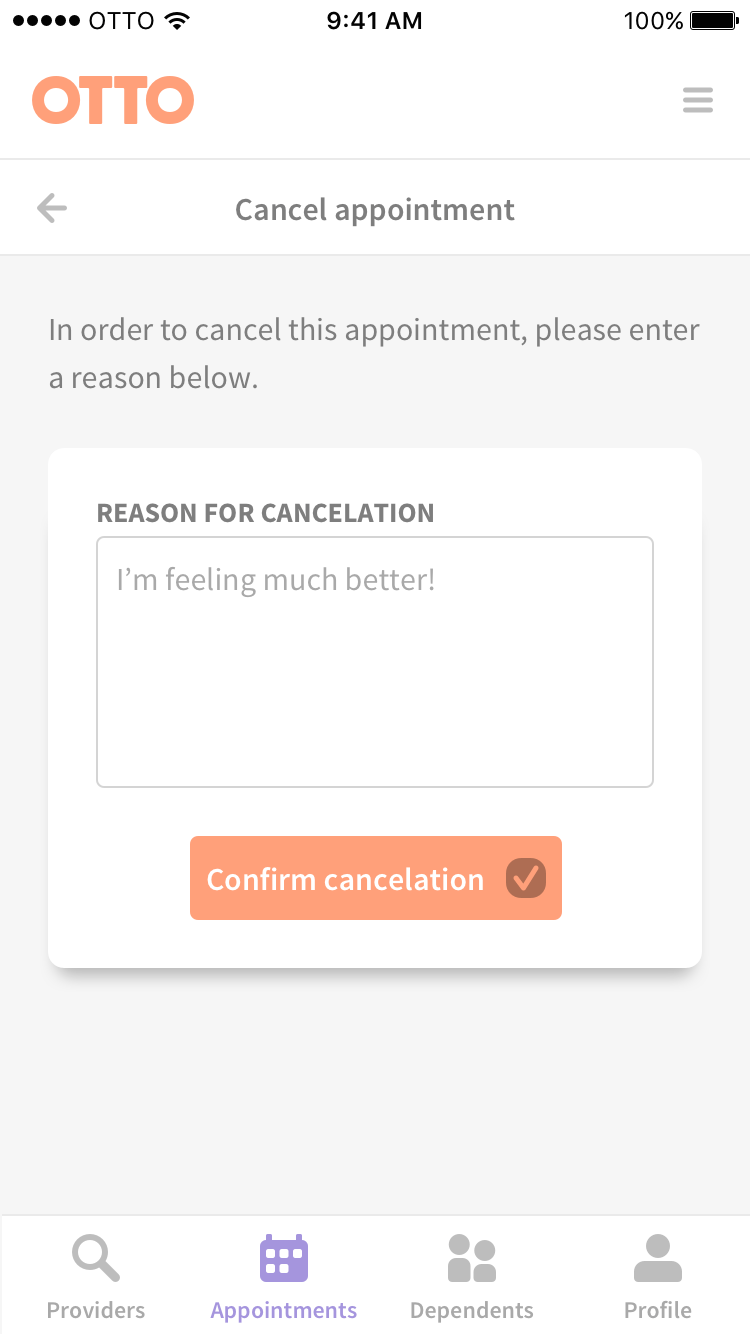 OTTO 9:41 AM 100%
OTTO
Cancel appointment
In order to cancel this appointment, please enter
a reason below.
REASON FOR CANCELATION
I’m feeling much better!
Confirm cancelation
Providers Appointments Dependents Profile